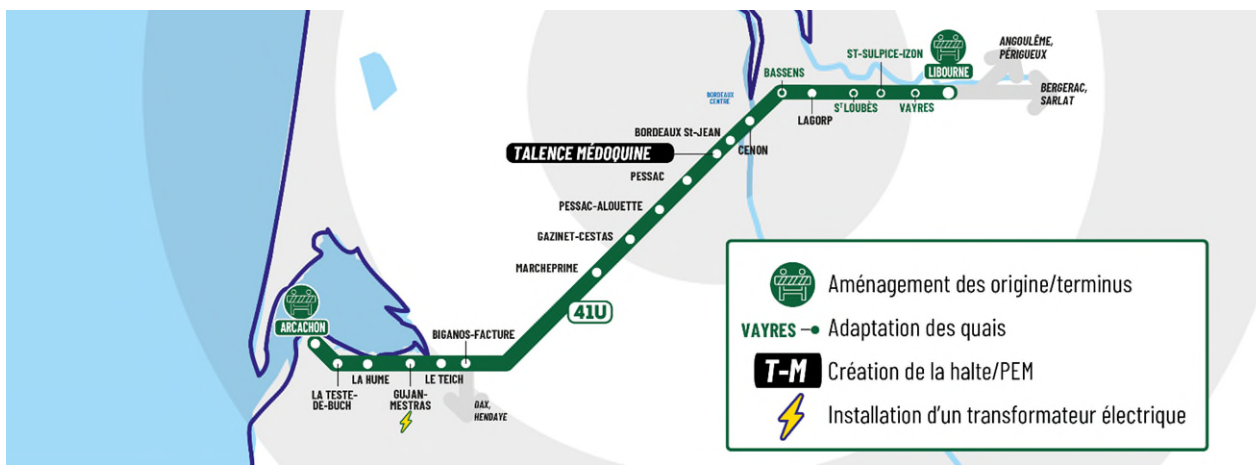 ANGOULÊME,
PÉRIGUEUX
ST-SULPICE-IZON
LIBOURNE
BASSENS
BERGERAC,
SARLAT
BORDEAUX
CENTRE
LAGORP
STLOUBÈS
VAYRES
BORDEAUX St-JEAN
CENON
TALENCE MÉDOQUINE
PESSAC
PESSAC-ALOUETTE
GAZINET-CESTAS
MARCHEPRIME
41U
ARCACHON
BIGANOS-FACTURE
LA TESTE-
DE-BUCH
LA HUME
GUJAN-
MESTRAS
LE TEICH
DAX,
HENDAYE
Aménagement des origine/terminus
VAYRES Adaptation des quais
T-M Création de la halte/PEM
Installation d'un transformateur électrique